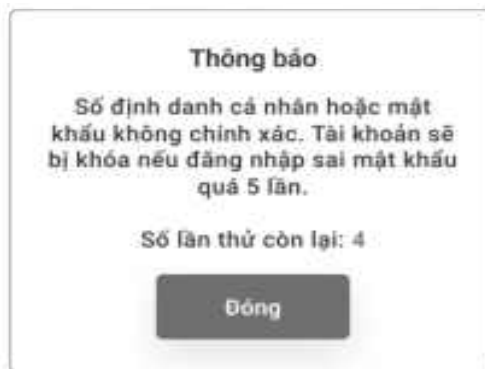 Thông báo
Số định danh cá nhân hoặc mật
khẩu không chính xác. Tài khoản sẽ
bị khóa nếu đăng nhập sai mật khẩu
quá 5 lần.
Số lần thử còn lại: 4
Đóng